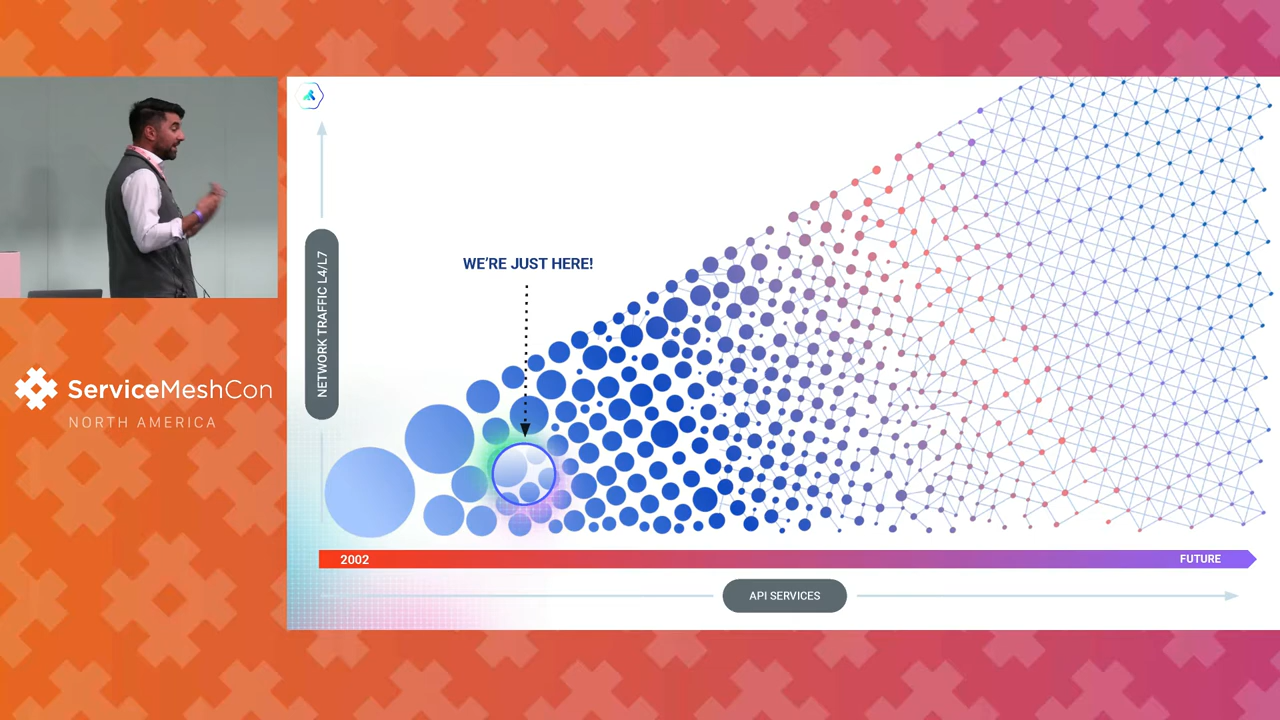 WE'RE JUST HERE!
NETWORK TRAFFIC L4/L7
ServiceMeshCon
NORTH AMERICA
2002
FUTURE
API SERVICES